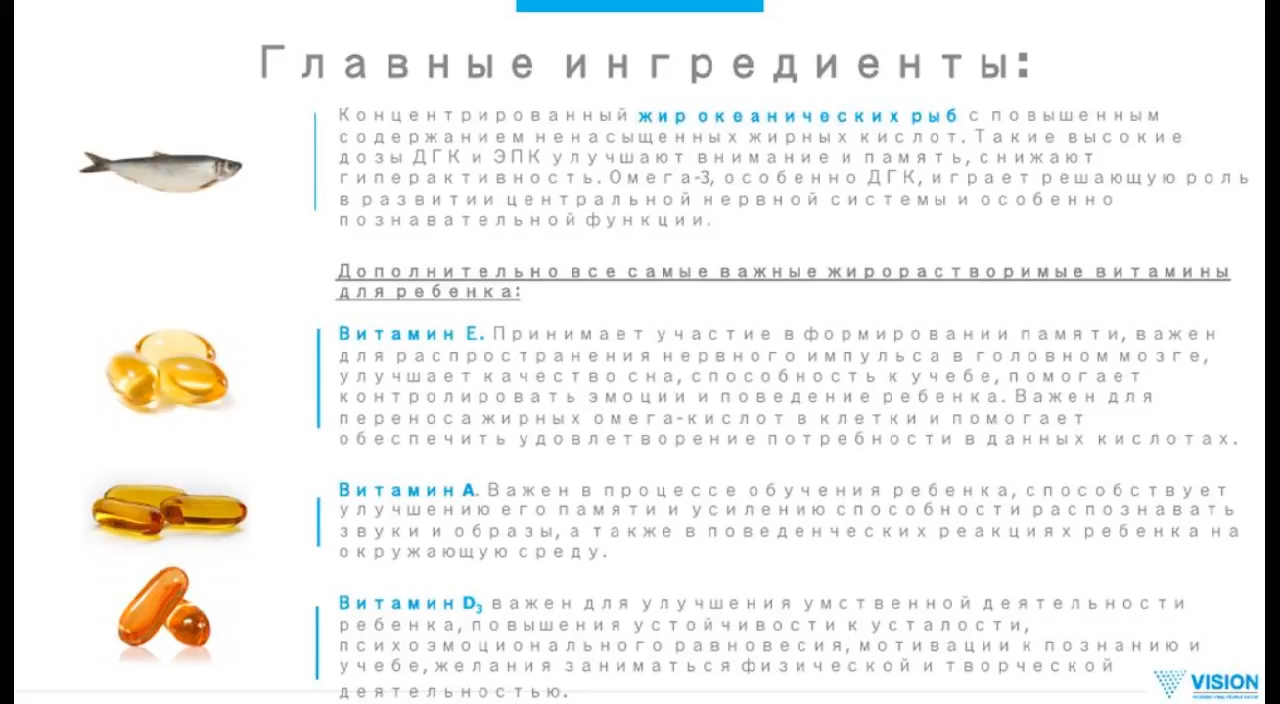 Главные ингредиенты:
Концентрированный жир океанических рыб с повышенным
содержанием ненасыщенных жирных кислот. Такие высокие
дозы ДГК и ЭПК улучшают внимание и память, снижают
гиперактивность. Омега-3, особенно ДГК, играет решающую роль
в развитии центральной нервной системы и особенно
познавательной функции.
Дополнительно все самые важные жирорастворимые витамины
для ребенка:
Витамин Е. Принимает участие в формировании памяти, важен
для распространения нервного импульса в головном мозге,
улучшает качество сна, способность к учебе, помогает
контролировать эмоции и поведение ребенка. Важен для
переноса жирных омега-кислот в клетки и помогает
обеспечить удовлетворение потребности в данных кислотах.
Витамин А. Важен в процессе обучения ребенка, способствует
улучшению его памяти и усилению способности распознавать
звуки и образы, а также в поведенческих реакциях ребенка на
окружающую среду.
Витамин D3 важен для улучшения умственной деятельности
ребенка, повышения устойчивости к усталости,
психоэмоционального равновесия, мотивации к познанию и
учебе, желания заниматься физической и творческой
деятельностью.
VISION